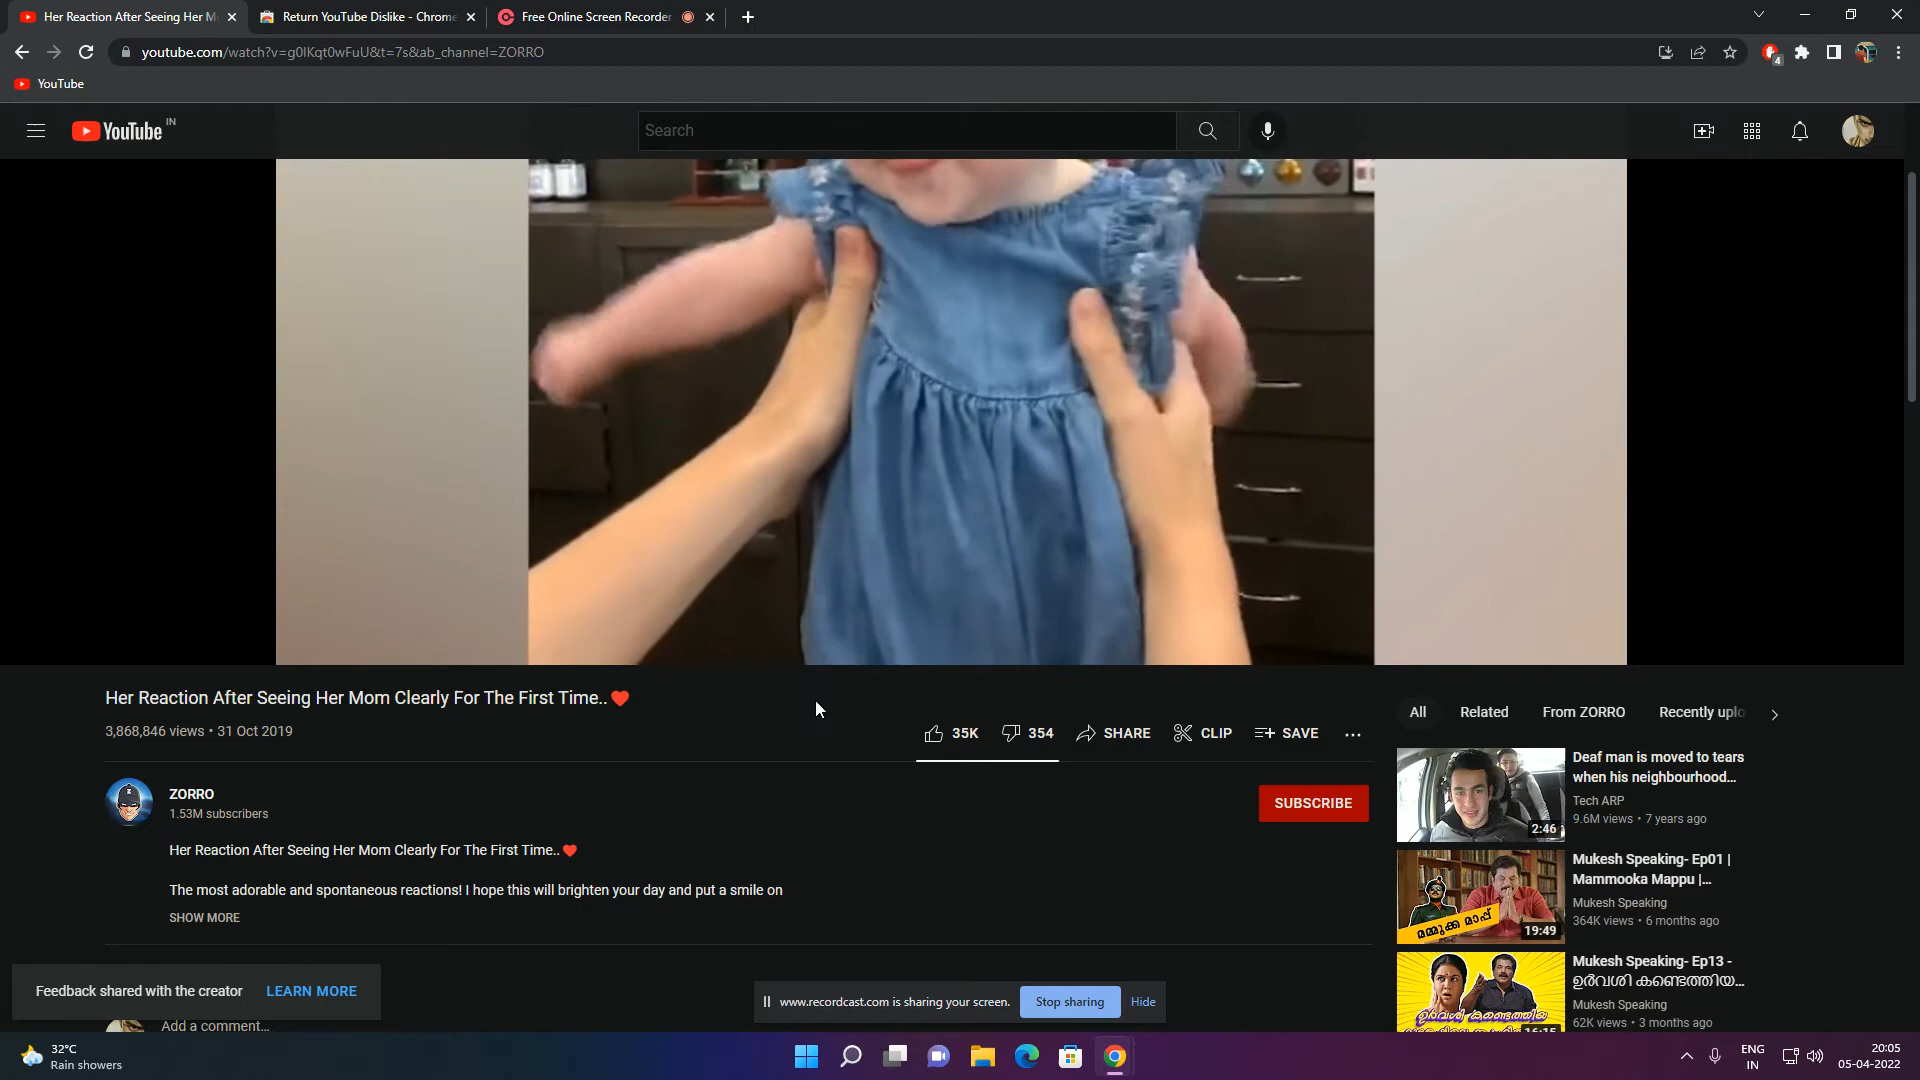 Her Reaction After Seeing Her M
Return YouTube Dislike - Chrome
Free Online Screen Recorder
youtube.com/watch?v=g0lKqt0wFuU&t=7s&ab_channel=ZORRO
4
YouTube
YouTube IN
Search
Her Reaction After Seeing Her Mom Clearly For The First Time..❤️
3,868,846 views • 31 Oct 2019
35K
354
SHARE
CLIP
SAVE
ZORRO
1.53M subscribers
SUBSCRIBE
Her Reaction After Seeing Her Mom Clearly For The First Time..❤️
The most adorable and spontaneous reactions! I hope this will brighten your day and put a smile on
SHOW MORE
Feedback shared with the creator LEARN MORE
Add a comment...
www.recordcast.com is sharing your screen. Stop sharing Hide
All Related From ZORRO Recently uplo
2:46
Deaf man is moved to tears
when his neighbourhood...
Tech ARP
9.6M views • 7 years ago
മമ്മൂക്ക മാപ്പ്
19:49
Mukesh Speaking- Ep01 |
Mammooka Mappu |...
Mukesh Speaking
364K views • 6 months ago
ഉർവശി കണ്ടെത്തിയ
16:15
Mukesh Speaking- Ep13 -
ഉർവശി കണ്ടെത്തിയ...
Mukesh Speaking
62K views • 3 months ago
32°C
Rain showers
ENG
IN
20:05
05-04-2022